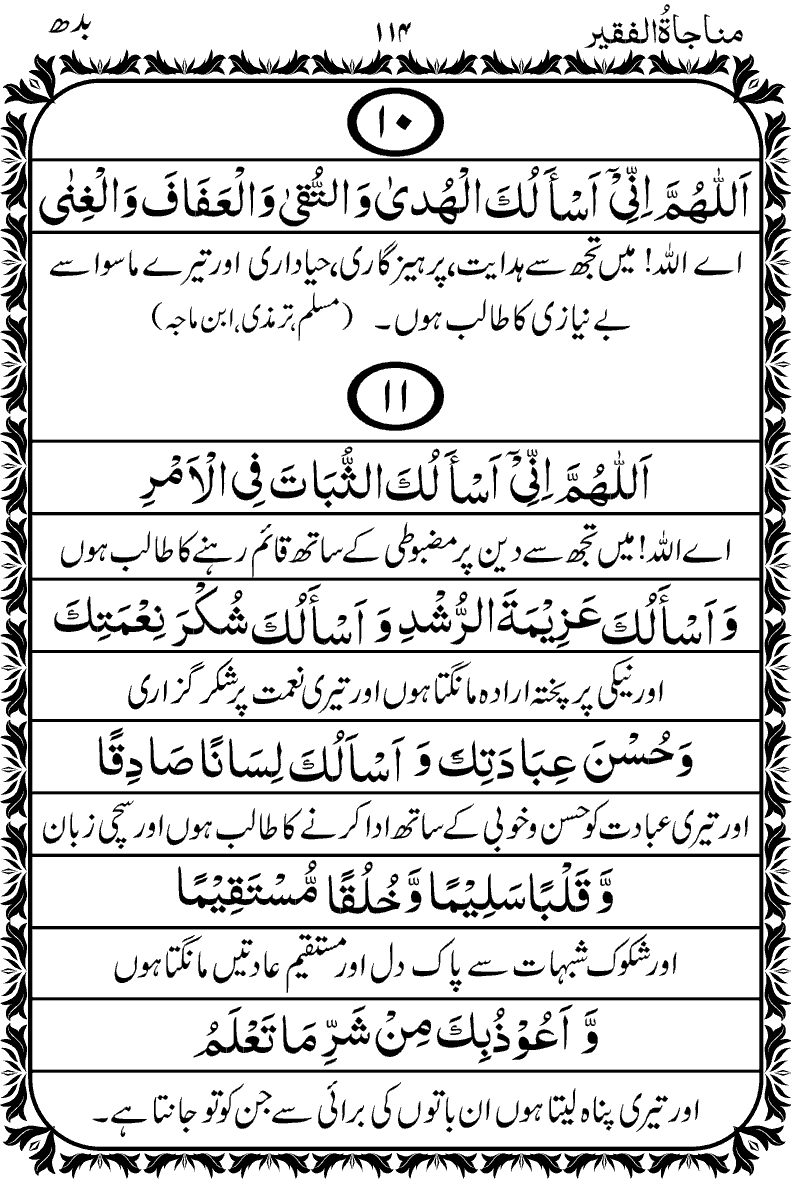 مناجاۃ الفقیر ۱۱۴ بدھ
۱۰
اَللّٰهُمَّ اِنِّيْٓ اَسْأَلُكَ الْهُدىٰ وَالتُّقىٰ وَالْعَفَافَ وَالْغِنٰى
اے اللہ! میں تجھ سے ہدایت، پرہیزگاری، حیاداری اور تیرے ماسوا سے
بے نیازی کا طالب ہوں۔ (مسلم، ترمذی، ابن ماجہ)
۱۱
اَللّٰهُمَّ اِنِّيْٓ اَسْأَلُكَ الثُّبَاتَ فِي الْاَمْرِ
اے اللہ! میں تجھ سے دین پر مضبوطی کے ساتھ قائم رہنے کا طالب ہوں
وَ اَسْأَلُكَ عَزِيْمَةَ الرُّشْدِ وَ اَسْأَلُكَ شُكْرَ نِعْمَتِكَ
اور نیکی پر پختہ ارادہ مانگتا ہوں اور تیری نعمت پر شکر گزاری
وَحُسْنَ عِبَادَتِكَ وَ اَسْاَلُكَ لِسَانًا صَادِقًا
اور تیری عبادت کو حسن و خوبی کے ساتھ ادا کرنے کا طالب ہوں اور سچی زبان
وَّ قَلْبًا سَلِيْمًا وَّ خُلُقًا مُّسْتَقِيْمًا
اور شکوک شبہات سے پاک دل اور مستقیم عادتیں مانگتا ہوں
وَّ اَعُوْذُبِكَ مِنْ شَرِّ مَا تَعْلَمُ
اور تیری پناہ لیتا ہوں ان باتوں کی برائی سے جن کو تو جانتا ہے۔